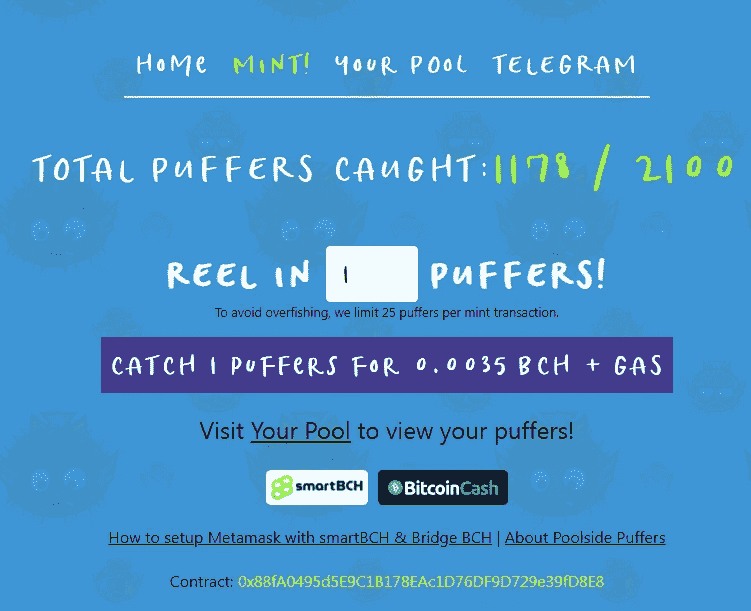 HOME MINT! YOUR POOL TELEGRAM
TOTAL PUFFERS CAUGHT:1178 / 2100
REEL IN 1 PUFFERS!
To avoid overfishing, we limit 25 puffers per mint transaction.
CATCH 1 PUFFERS FOR 0.0035 BCH + GAS
Visit Your Pool to view your puffers!
smartBCH BitcoinCash
How to setup Metamask with smartBCH & Bridge BCH | About Poolside Puffers
Contract: 0x88fA0495d5E9C1B178EAc1D76DF9D729e39fD8E8